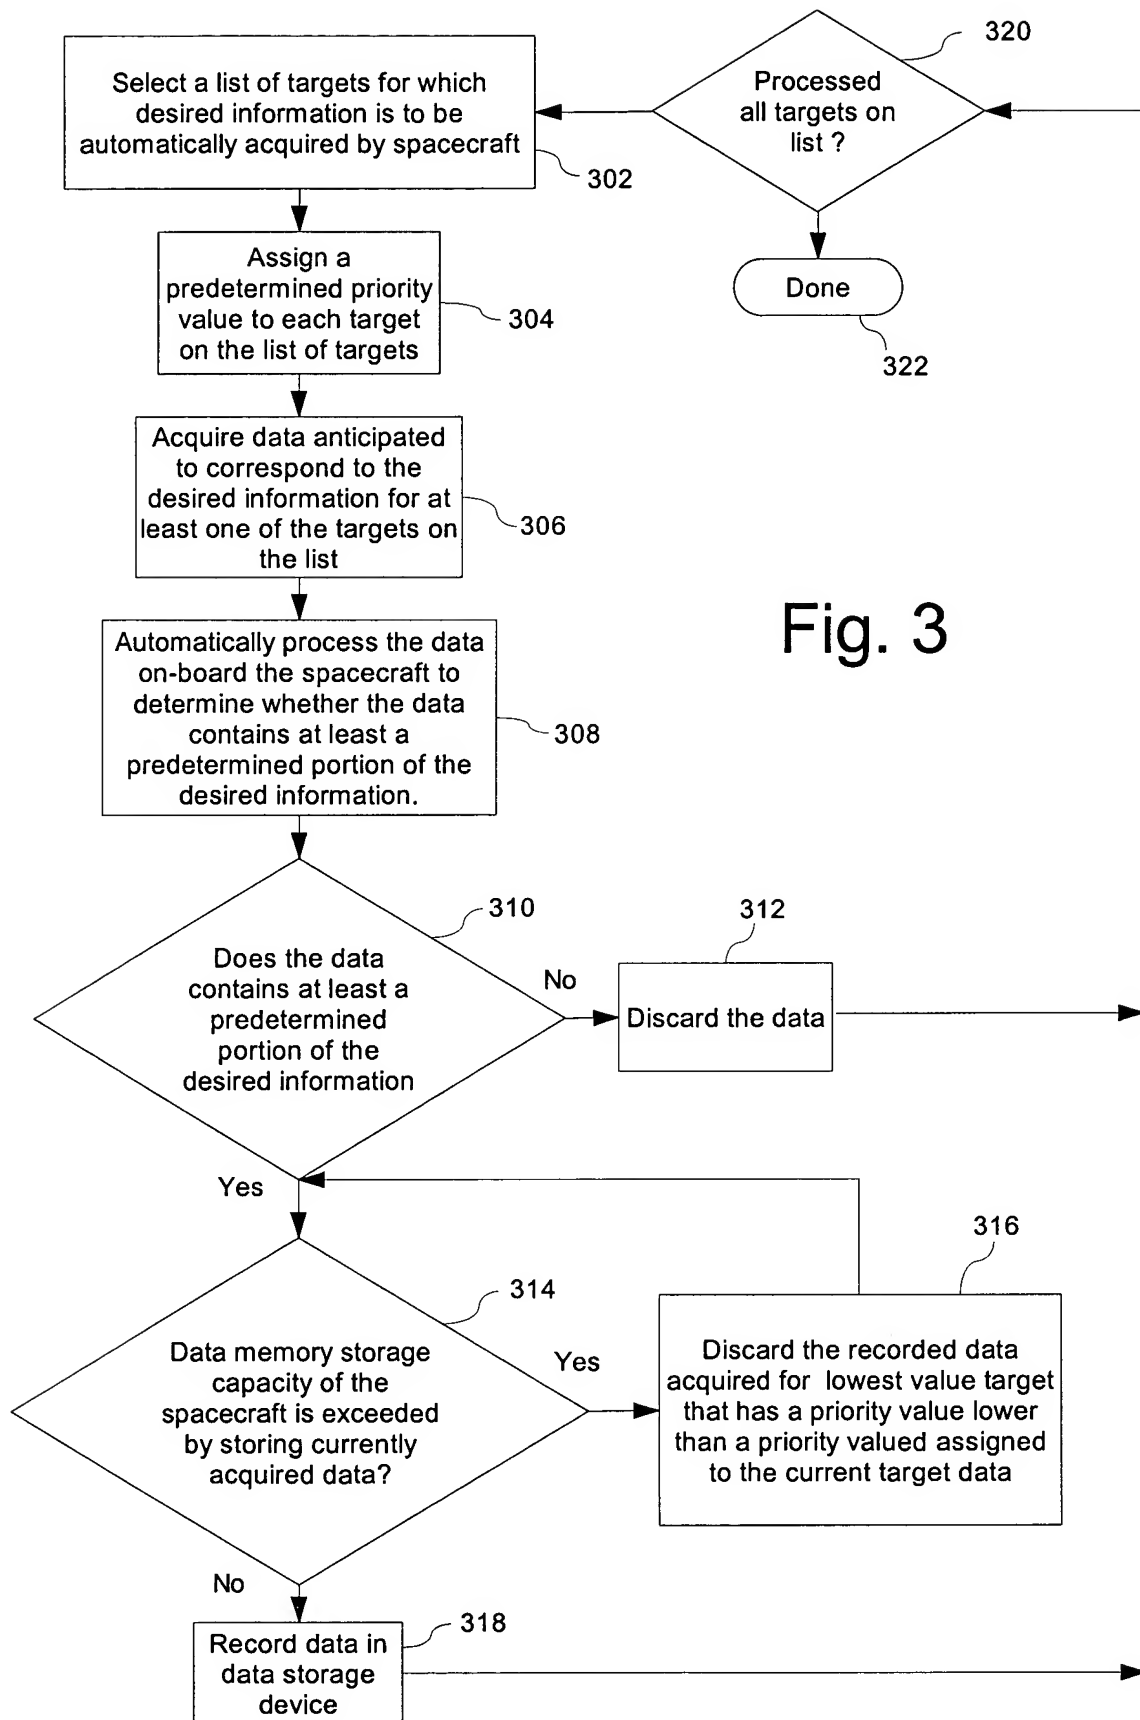 320
Select a list of targets for which
desired information is to be
automatically acquired by spacecraft
302
Processed
all targets on
list ?
Assign a
predetermined priority
value to each target
on the list of targets
304
Done
322
Acquire data anticipated
to correspond to the
desired information for at
least one of the targets on
the list
306
Fig. 3
Automatically process the data
on-board the spacecraft to
determine whether the data
contains at least a
predetermined portion of the
desired information.
308
310
Does the data
contains at least a
predetermined
portion of the
desired information
No
312
Discard the data
Yes
314
Data memory storage
capacity of the
spacecraft is exceeded
by storing currently
acquired data?
Yes
316
Discard the recorded data
acquired for lowest value target
that has a priority value lower
than a priority valued assigned
to the current target data
No
318
Record data in
data storage
device